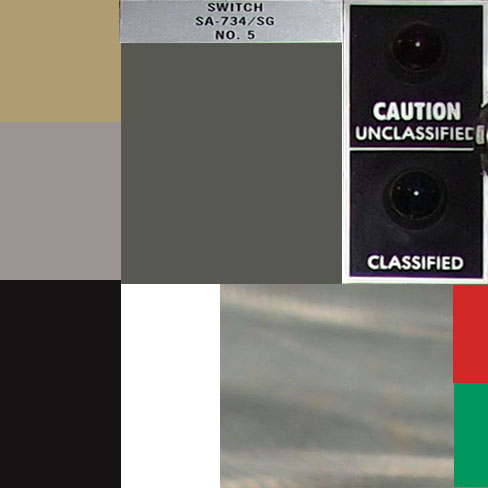 SWITCH
SA-734/SG
NO. 5
CAUTION
UNCLASSIFIED
CLASSIFIED